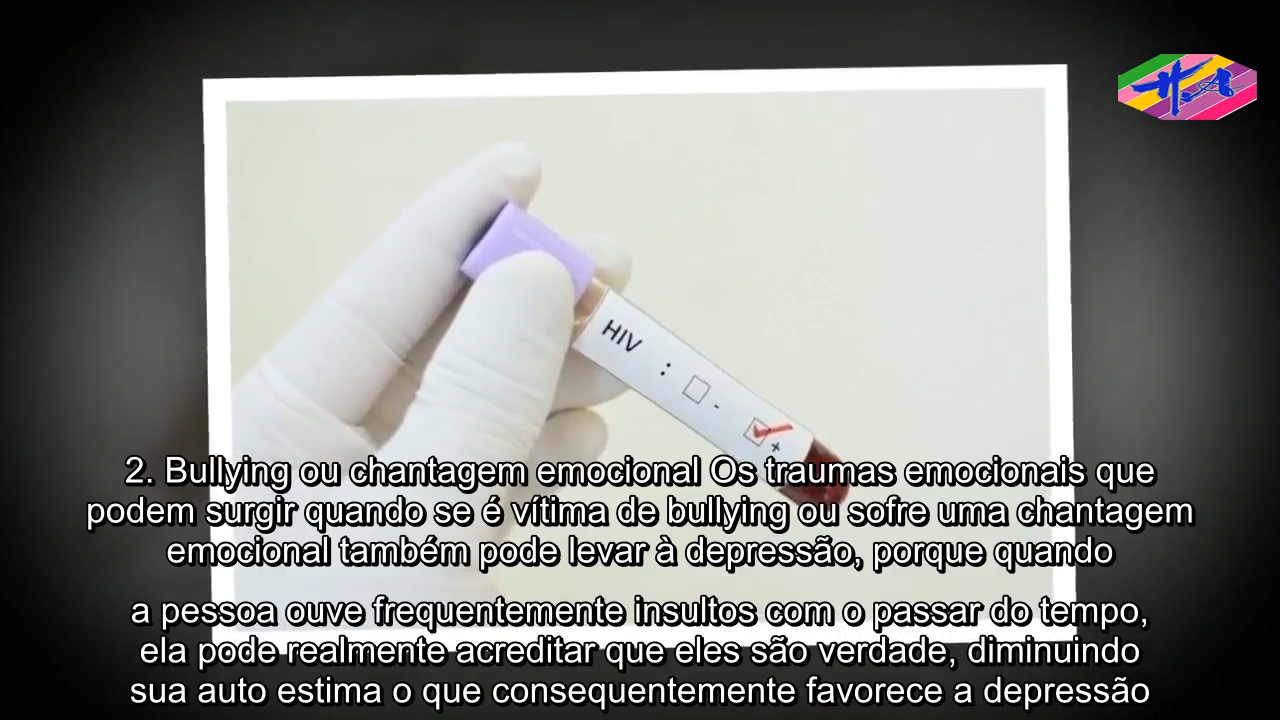 H.A
HIV : ☐ - ☑ +
2. Bullying ou chantagem emocional Os traumas emocionais que
podem surgir quando se é vítima de bullying ou sofre uma chantagem
emocional também pode levar à depressão, porque quando
a pessoa ouve frequentemente insultos com o passar do tempo,
ela pode realmente acreditar que eles são verdade, diminuindo
sua auto estima o que consequentemente favorece a depressão